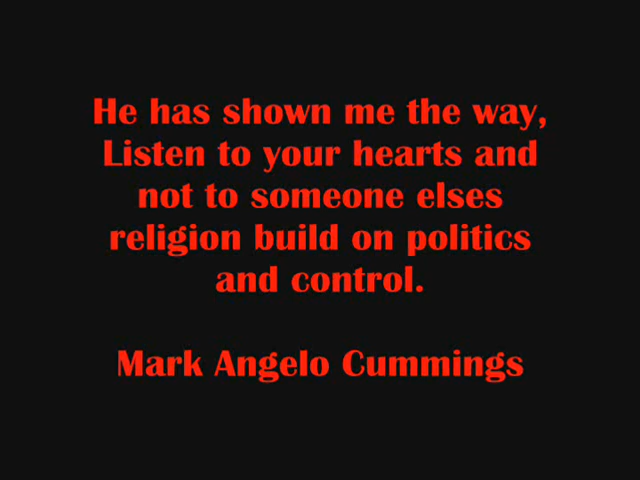 He has shown me the way,
Listen to your hearts and
not to someone elses
religion build on politics
and control.
Mark Angelo Cummings